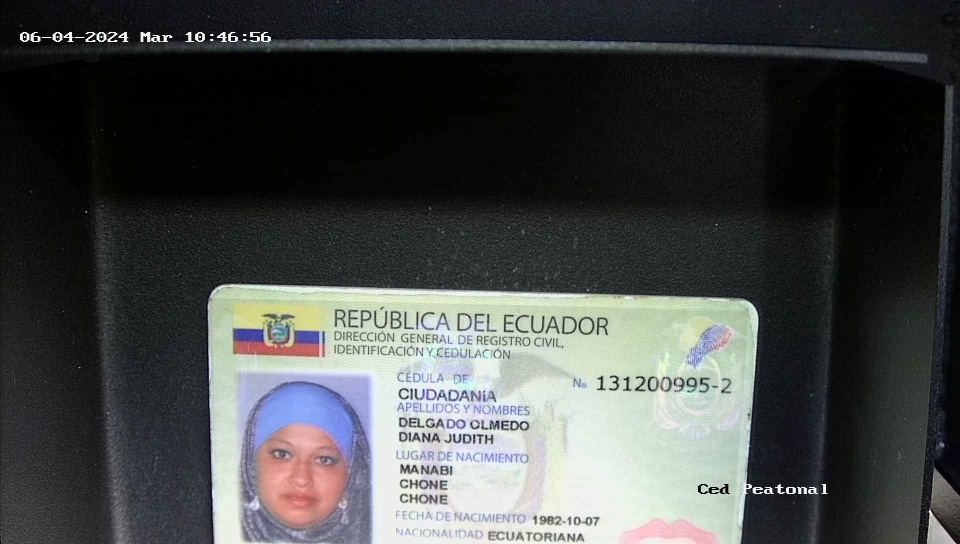 06-04-2024 Mar 10:46:56
REPÚBLICA DEL ECUADOR
DIRECCIÓN GENERAL DE REGISTRO CIVIL,
IDENTIFICACIÓN Y CEDULACIÓN
CÉDULA DE
No. 131200995-2
CIUDADANÍA
APELLIDOS Y NOMBRES
DELGADO OLMEDO
DIANA JUDITH
LUGAR DE NACIMIENTO
MANABI
CHONE
CHONE
Ced Peatonal
FECHA DE NACIMIENTO 1982-10-07
NACIONALIDAD ECUATORIANA